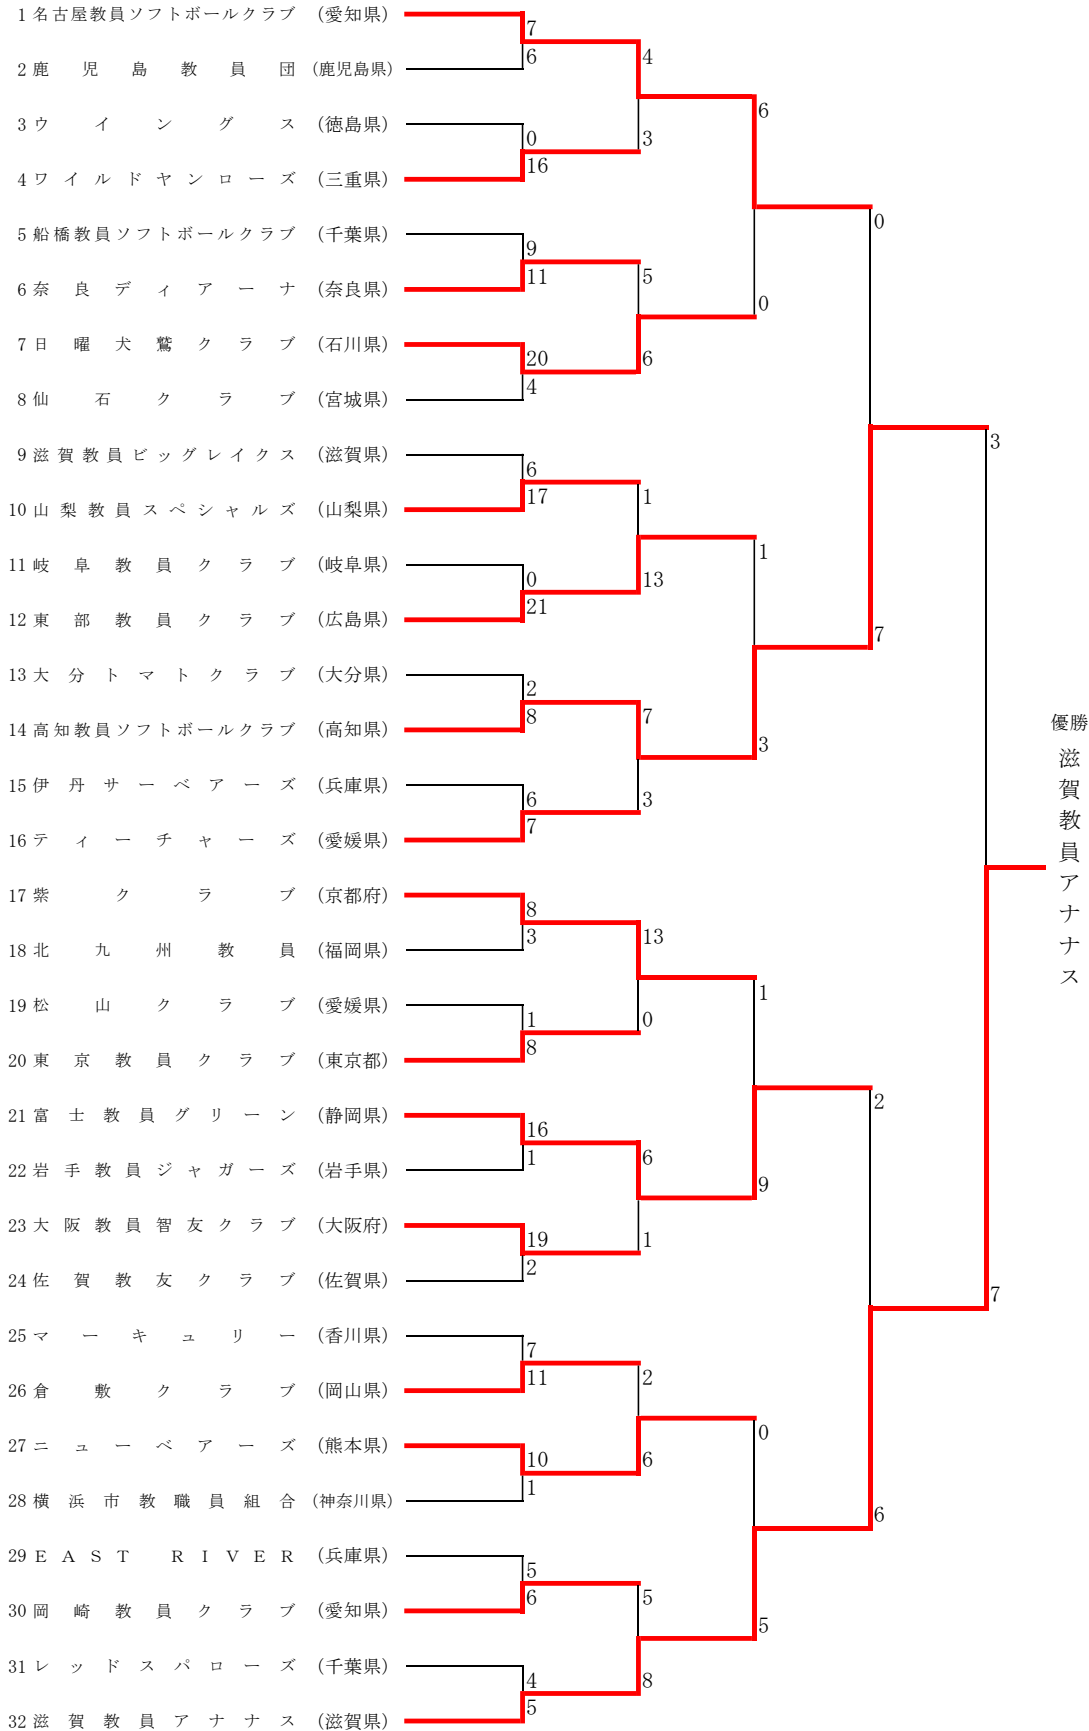 1 名古屋教員ソフトボールクラブ (愛知県)
7
6
2 鹿児島教員団 (鹿児島県)
4
3 ウイングス (徳島県)
0
16
3
4 ワイルドヤンローズ (三重県)
6
5 船橋教員ソフトボールクラブ (千葉県)
9
11
5
6 奈良ディアーナ (奈良県)
0
7 日曜犬鷲クラブ (石川県)
20
4
6
8 仙石クラブ (宮城県)
0
9 滋賀教員ビッグレイクス (滋賀県)
6
17
1
10 山梨教員スペシャルズ (山梨県)
1
11 岐阜教員クラブ (岐阜県)
0
21
13
12 東部教員クラブ (広島県)
7
13 大分トマトクラブ (大分県)
2
8
7
14 高知教員ソフトボールクラブ (高知県)
3
15 伊丹サーベアーズ (兵庫県)
6
7
3
16 ティーチャーズ (愛媛県)
3
17 紫クラブ (京都府)
8
3
13
18 北九州教員 (福岡県)
1
19 松山クラブ (愛媛県)
1
8
0
20 東京教員クラブ (東京都)
2
21 富士教員グリーン (静岡県)
16
1
6
22 岩手教員ジャガーズ (岩手県)
9
23 大阪教員智友クラブ (大阪府)
19
2
1
24 佐賀教友クラブ (佐賀県)
7
25 マーキュリー (香川県)
7
11
2
26 倉敷クラブ (岡山県)
0
27 ニューベアーズ (熊本県)
10
1
6
28 横浜市教職員組合 (神奈川県)
6
29 EAST RIVER (兵庫県)
5
6
5
30 岡崎教員クラブ (愛知県)
5
31 レッドスパローズ (千葉県)
4
5
8
32 滋賀教員アナナス (滋賀県)
優勝
滋賀教員アナナス